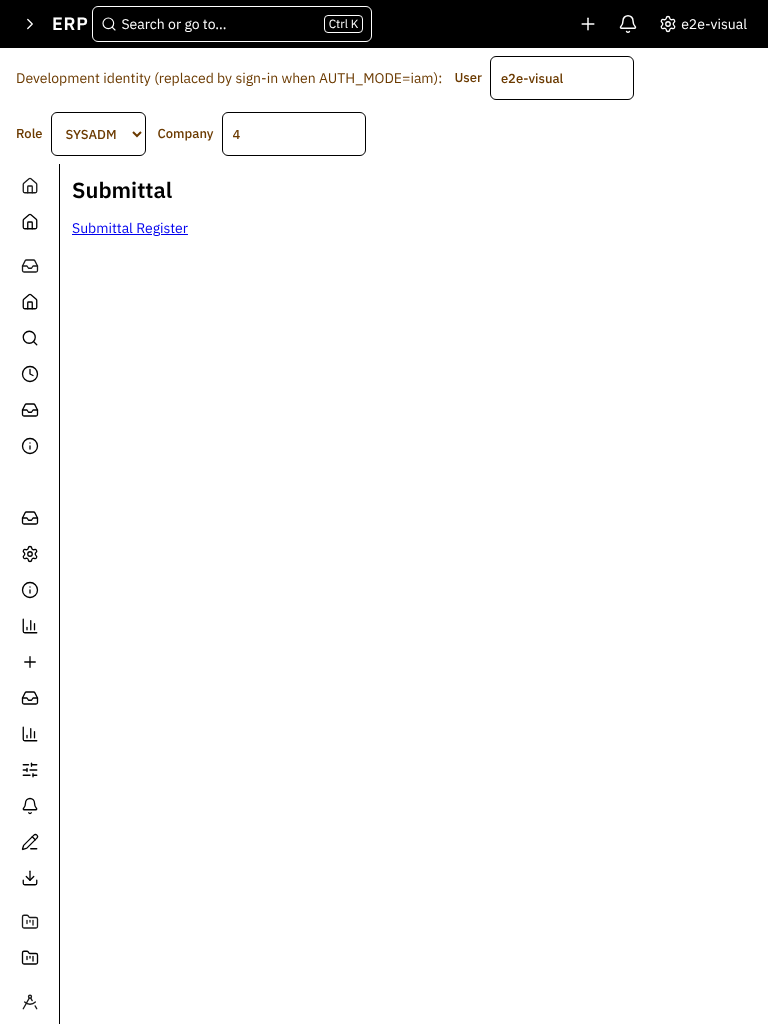 ERP
Search or go to... Ctrl K
e2e-visual
Development identity (replaced by sign-in when AUTH_MODE=iam): User e2e-visual
Role SYSADM Company 4
Submittal
Submittal Register